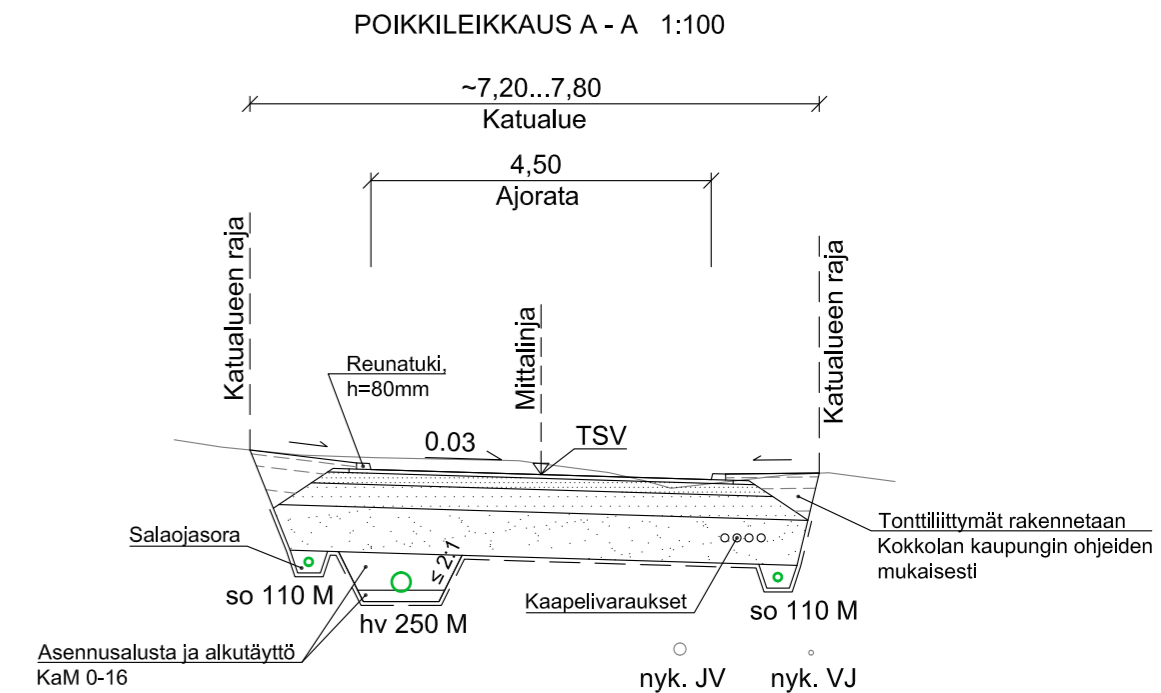 POIKKILEIKKAUS A - A 1:100
~7,20...7,80
Katualue
4,50
Ajorata
Katualueen raja
Mittalinja
Katualueen raja
Reunatuki,
h=80mm
0.03
TSV
Salaojasora
≤ 2:1
Tonttiliittymät rakennetaan
Kokkolan kaupungin ohjeiden
mukaisesti
so 110 M
hv 250 M
Kaapelivaraukset
so 110 M
Asennusalusta ja alkutäyttö
KaM 0-16
nyk. JV
nyk. VJ